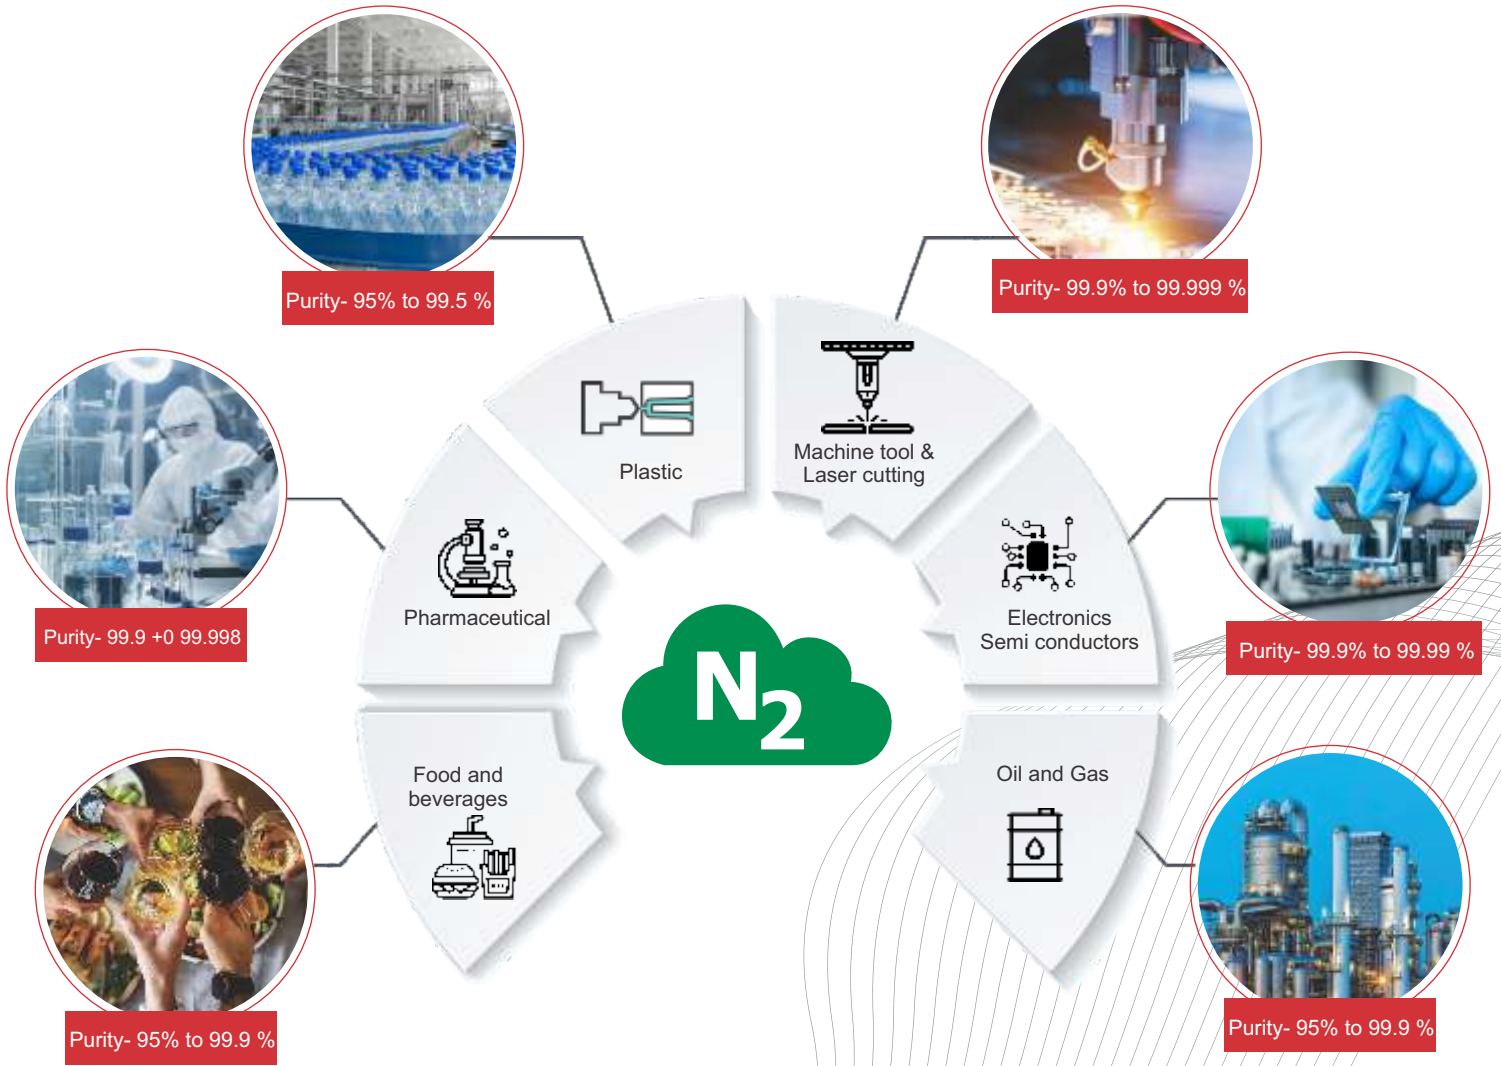 Purity- 95% to 99.5 %
Purity- 99.9% to 99.999 %
Plastic
Machine tool &
Laser cutting
Purity- 99.9 +0 99.998
Pharmaceutical
Electronics
Semi conductors
Purity- 99.9% to 99.99 %
N2
Food and
beverages
Oil and Gas
Purity- 95% to 99.9 %
Purity- 95% to 99.9 %